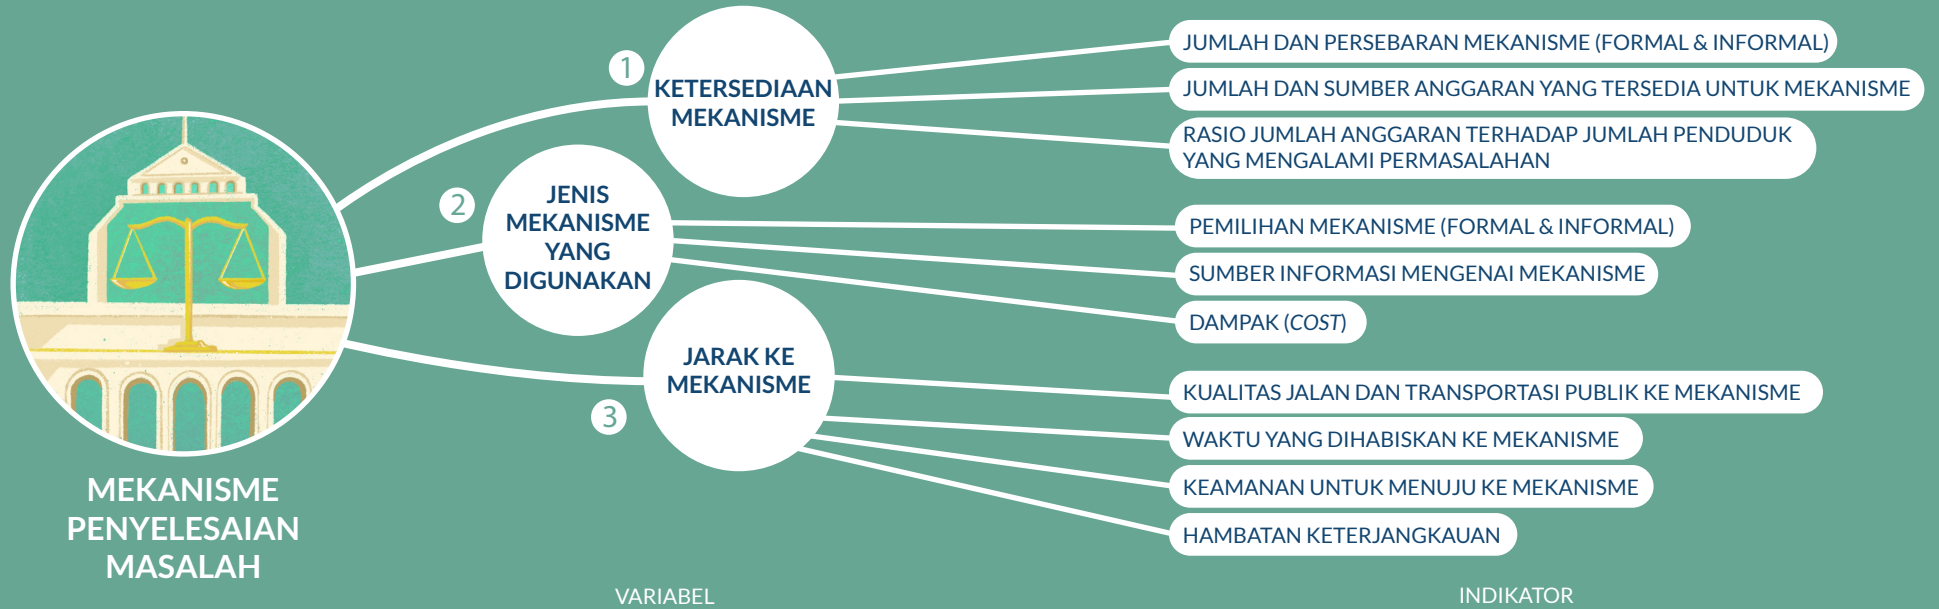 MEKANISME
PENYELESAIAN
MASALAH
1
KETERSEDIAAN
MEKANISME
JUMLAH DAN PERSEBARAN MEKANISME (FORMAL & INFORMAL)
JUMLAH DAN SUMBER ANGGARAN YANG TERSEDIA UNTUK MEKANISME
RASIO JUMLAH ANGGARAN TERHADAP JUMLAH PENDUDUK
YANG MENGALAMI PERMASALAHAN
2
JENIS
MEKANISME
YANG
DIGUNAKAN
PEMILIHAN MEKANISME (FORMAL & INFORMAL)
SUMBER INFORMASI MENGENAI MEKANISME
DAMPAK (COST)
3
JARAK KE
MEKANISME
KUALITAS JALAN DAN TRANSPORTASI PUBLIK KE MEKANISME
WAKTU YANG DIHABISKAN KE MEKANISME
KEAMANAN UNTUK MENUJU KE MEKANISME
HAMBATAN KETERJANGKAUAN
VARIABEL
INDIKATOR